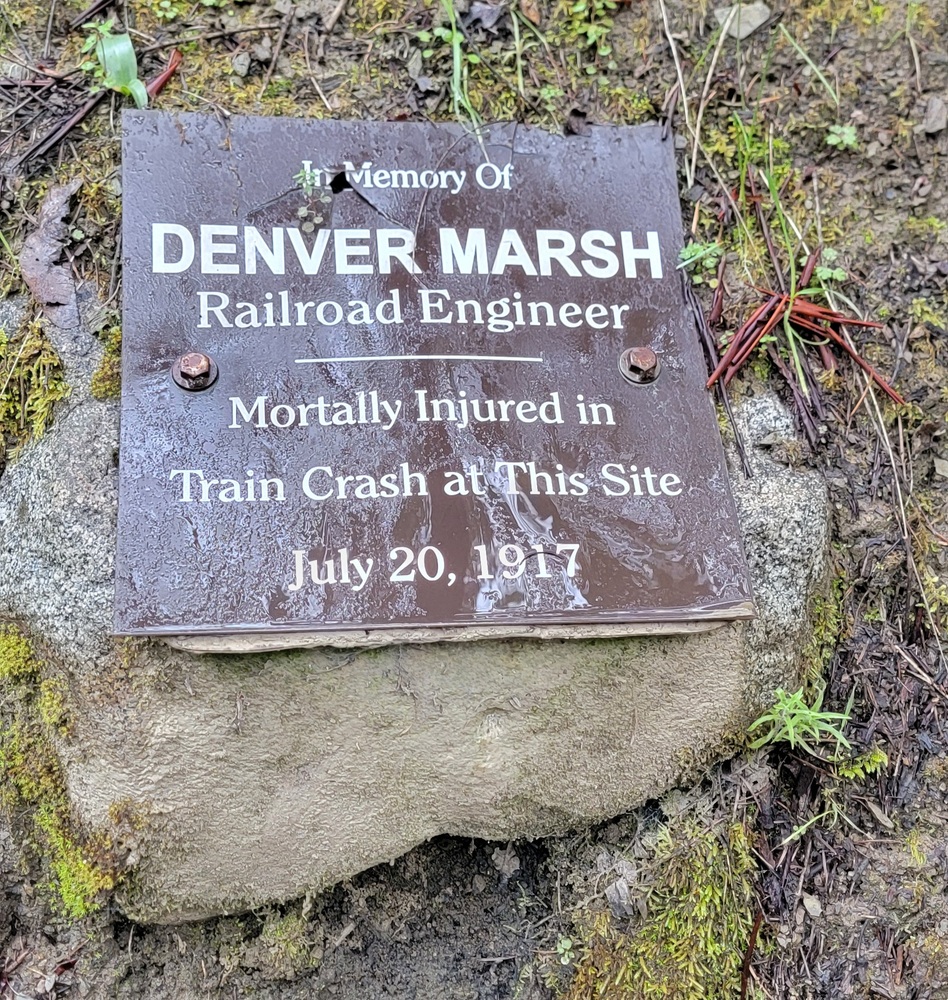 In Memory Of
DENVER MARSH
Railroad Engineer
Mortally Injured in
Train Crash at This Site
July 20, 1917